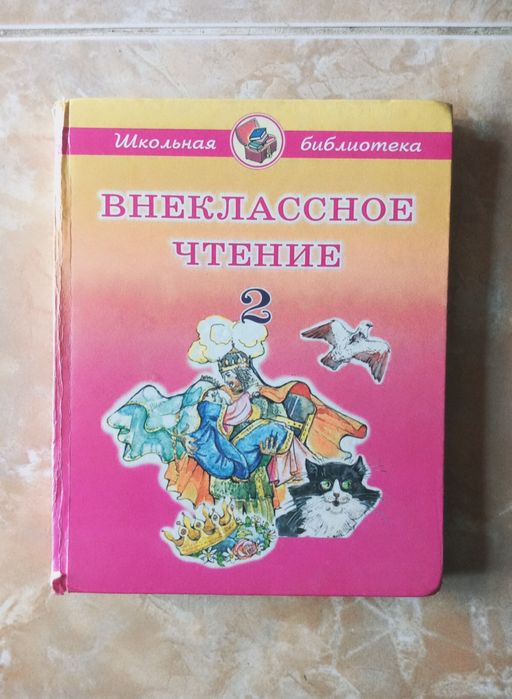 Школьная библиотека
ВНЕКЛАССНОЕ
ЧТЕНИЕ
2